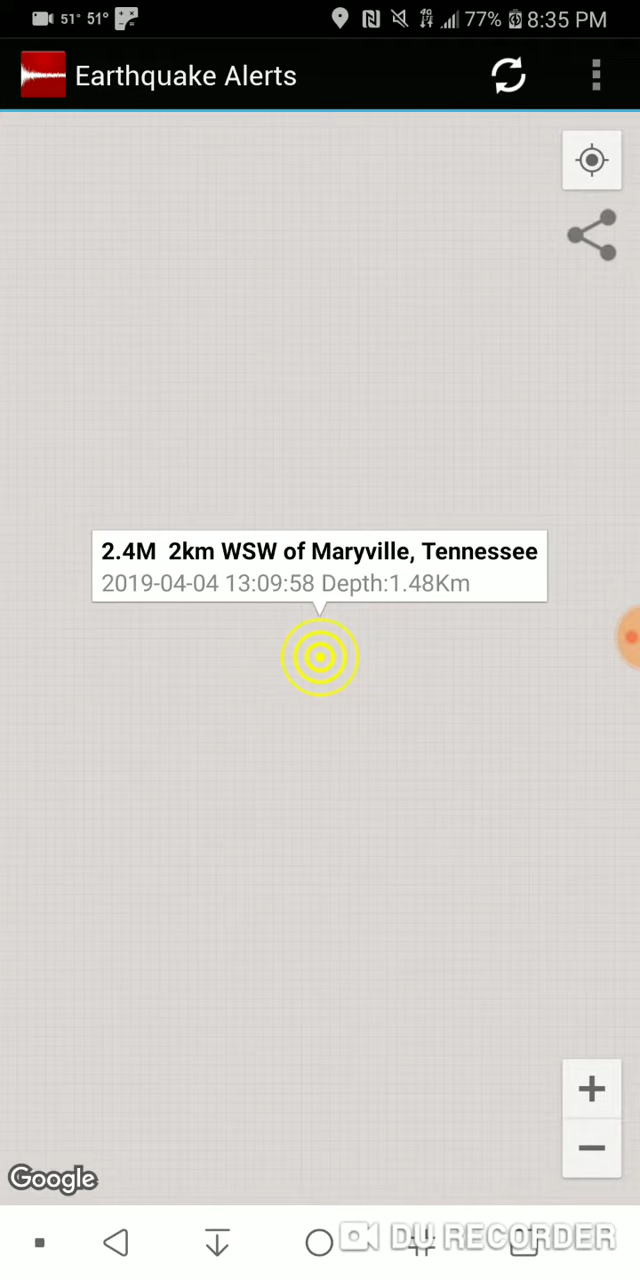 51° 51° 77% 8:35 PM
Earthquake Alerts
2.4M 2km WSW of Maryville, Tennessee
2019-04-04 13:09:58 Depth:1.48Km
Google
DU RECORDER